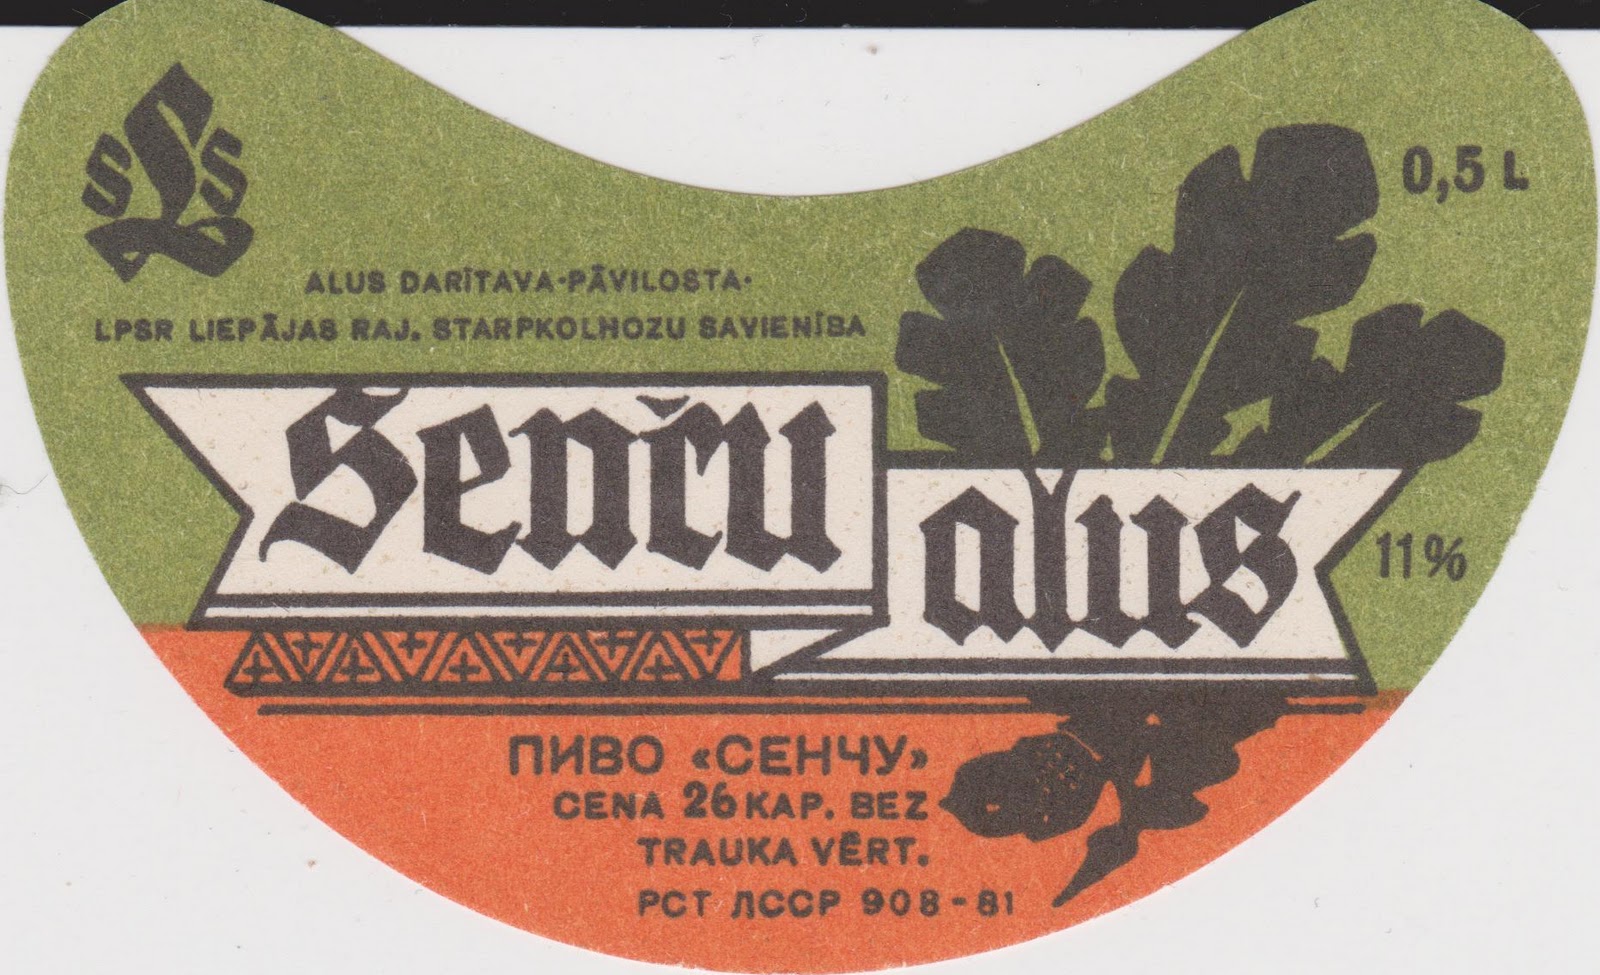 SLS
0,5 L
ALUS DARĪTAVA·PĀVILOSTA·
LPSR LIEPĀJAS RAJ. STARPKOLHOZU SAVIENĪBA
Senču
alus
11%
ПИВО «СЕНЧУ»
CENA 26 KAP. BEZ
TRAUKA VĒRT.
РСТ ЛССР 908-81